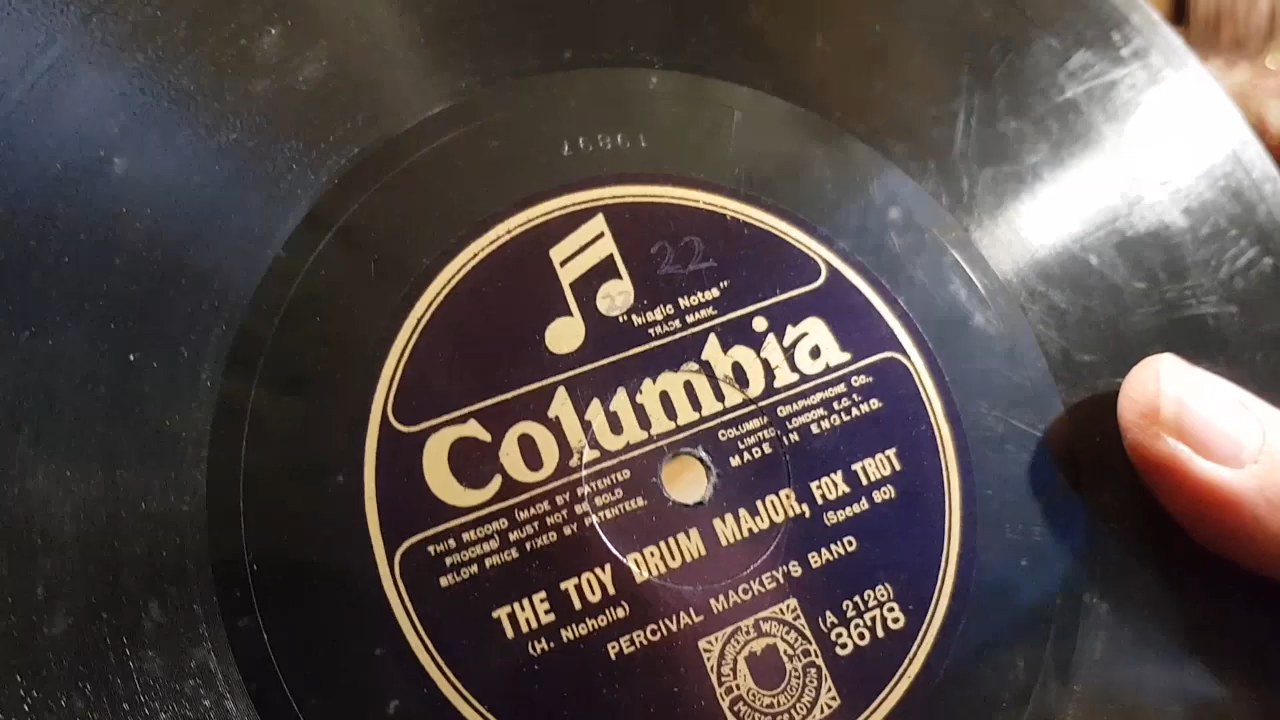 22
"Magic Notes"
TRADE MARK.
Columbia
COLUMBIA GRAPHOPHONE CO.,
LIMITED, LONDON, E.C.1.
MADE IN ENGLAND.
THIS RECORD (MADE BY PATENTED
PROCESS) MUST NOT BE SOLD
BELOW PRICE FIXED BY PATENTEES.
THE TOY DRUM MAJOR, FOX TROT
(Speed 80)
(H. Nicholls)
PERCIVAL MACKEY'S BAND
(A 2126)
3678
LAWRENCE WRIGHT
COPYRIGHT
MUSIC CO LONDON